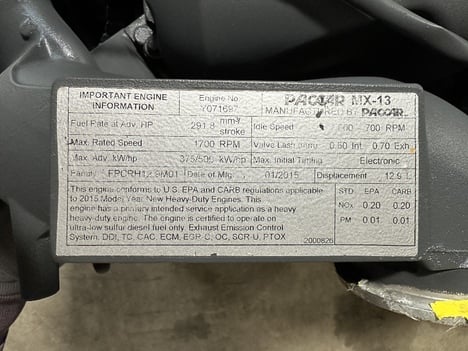 IMPORTANT ENGINE INFORMATION
Engine No. Y071697
PACCAR MX-13
MANUFACTURED BY PACCAR
Fuel Rate at Adv. HP 291.8 mm³/stroke
Idle Speed 700 RPM
Max. Rated Speed 1700 RPM
Valve Lash 0.60 Int. 0.70 Exh.
Max. Adv. kW/hp 375/500 kW/hp
Max. Initial Timing Electronic
Family Date of Mfg. 01/2015
Displacement 12.9 L
This engine conforms to U.S. EPA and CARB regulations applicable
to 2015 Model Year New Heavy-Duty Engines. This
engine has a primary intended service application as a heavy
heavy-duty engine. The engine is certified to operate on
ultra-low sulfur diesel fuel only. Exhaust Emission Control
System, DDI, TC, CAC, ECM, EGR-C, OC, SCR-U, PTOX
STD. EPA CARB
NOx 0.20 0.20
PM 0.01 0.01
2000826